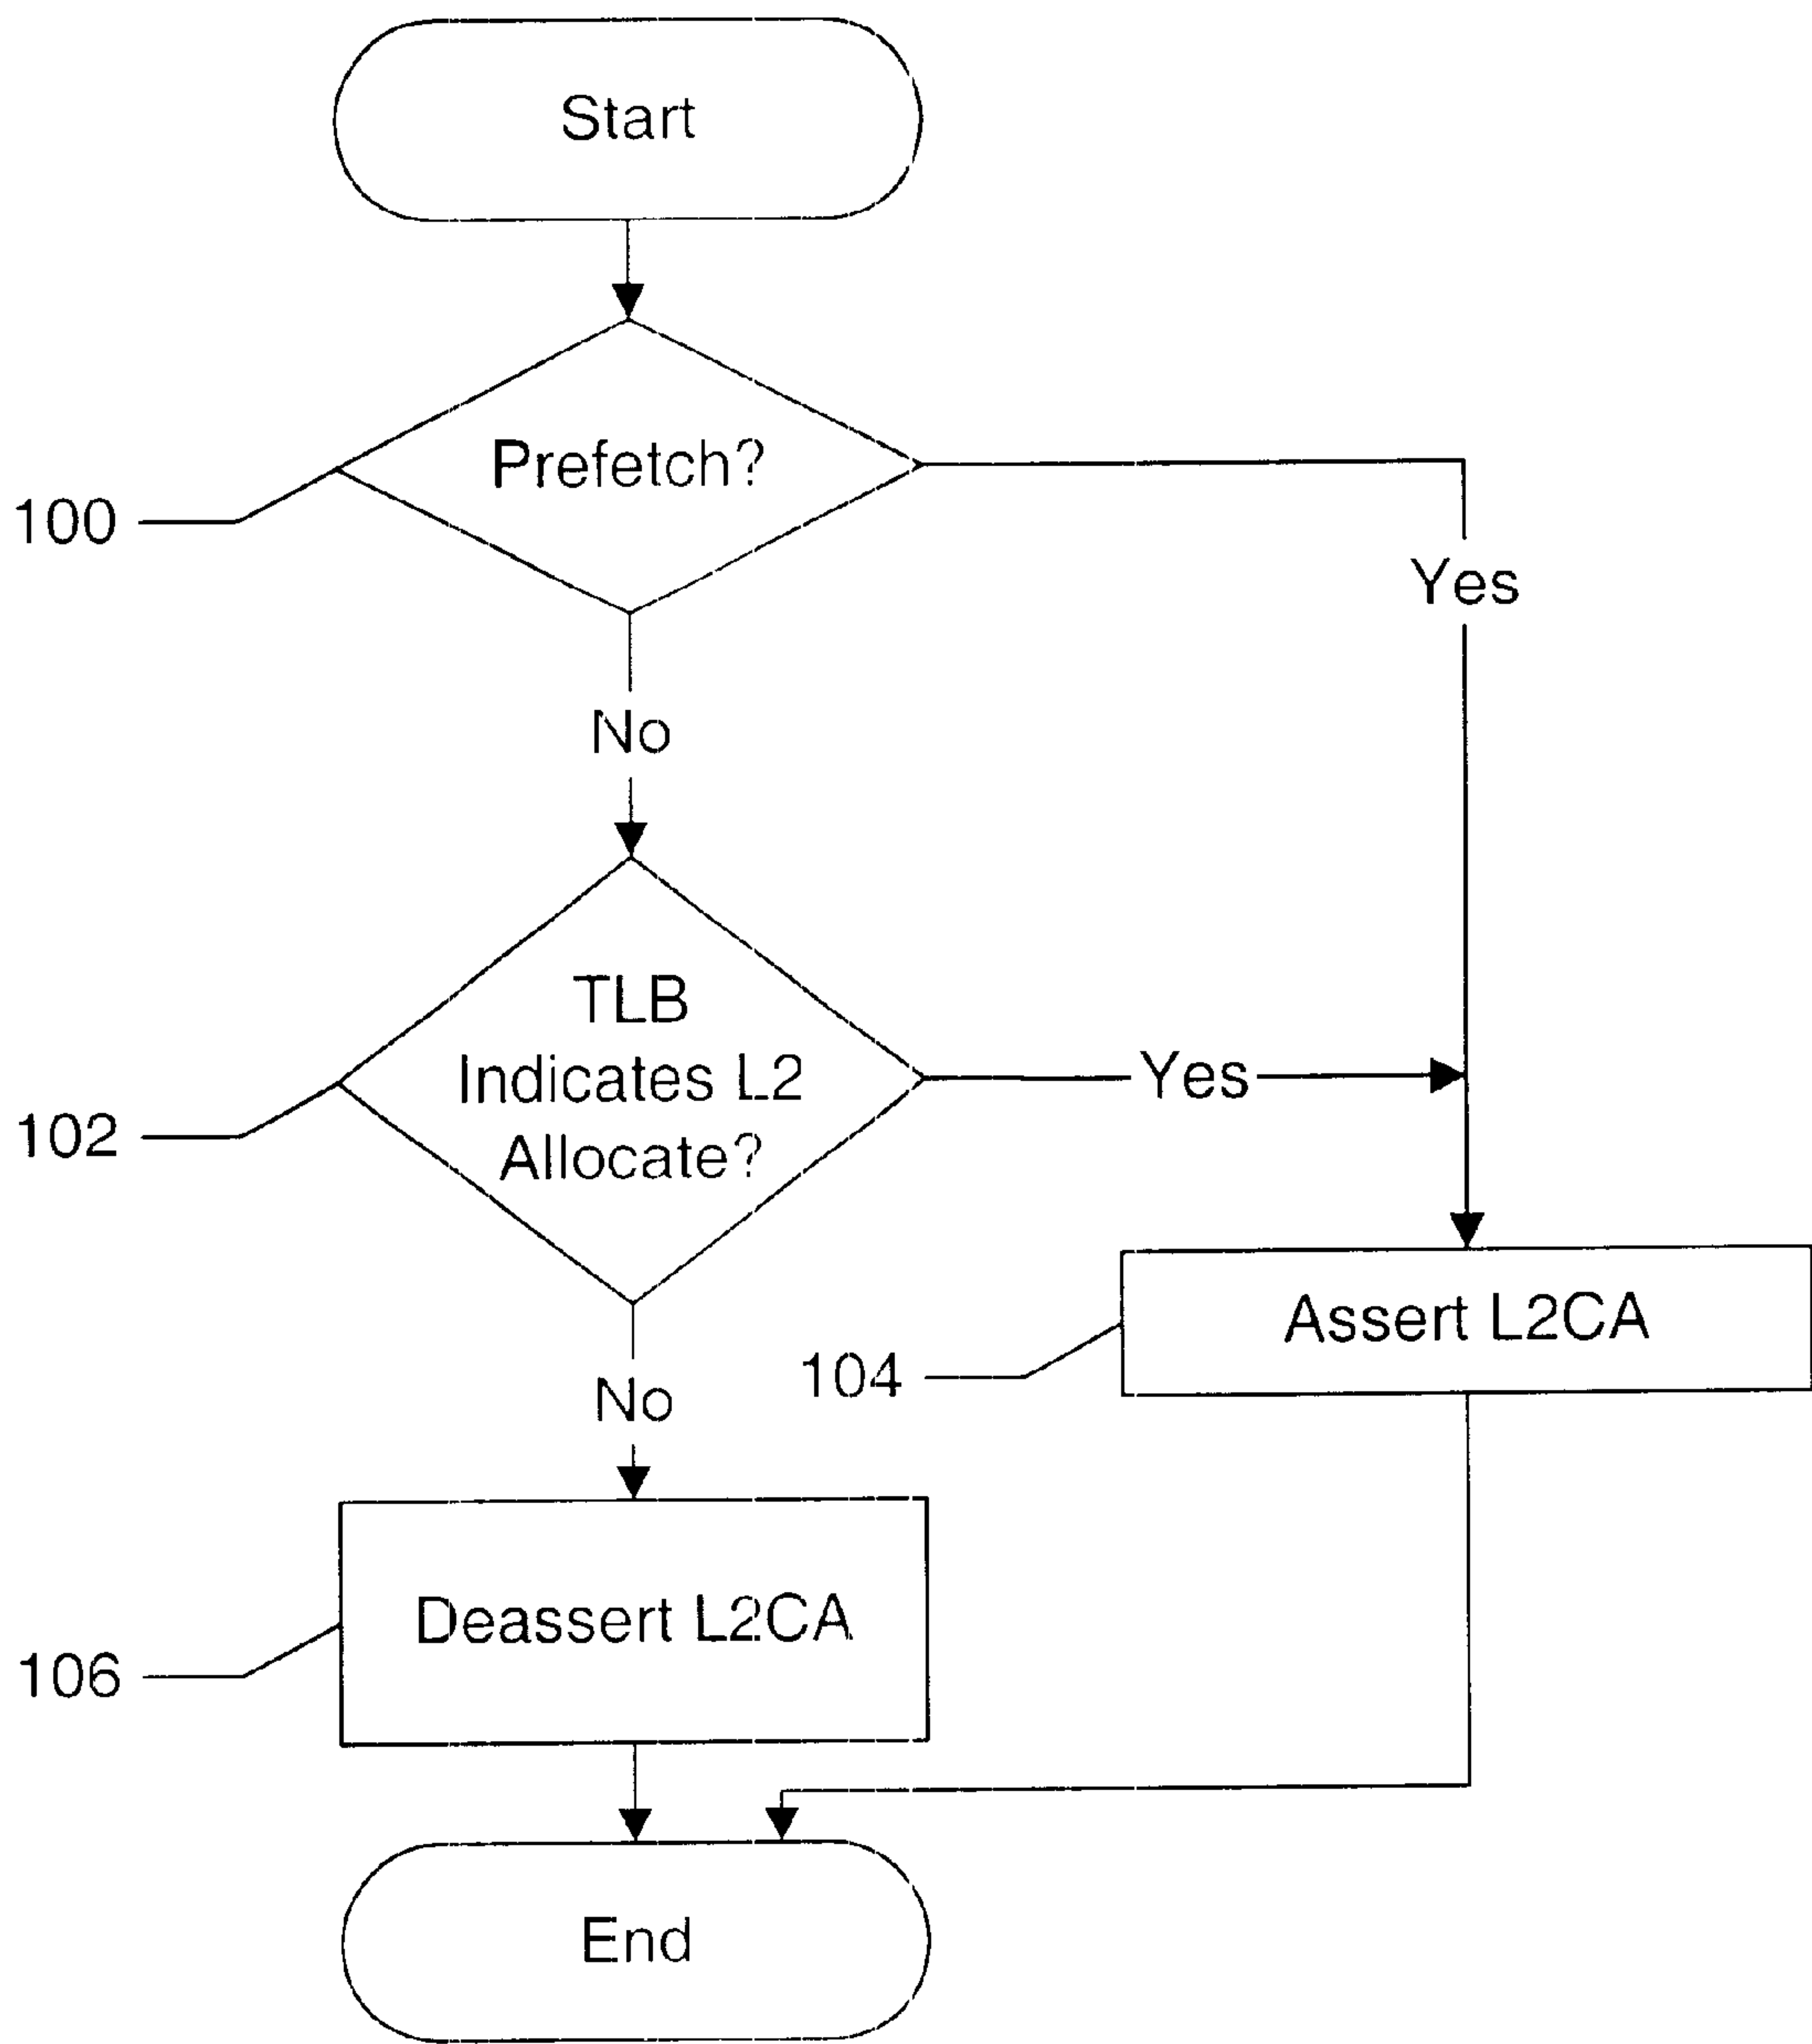 Start
Prefetch?
100
Yes
No
TLB
Indicates L2
Allocate?
Yes
102
Assert L2CA
104
No
Deassert L2CA
106
End